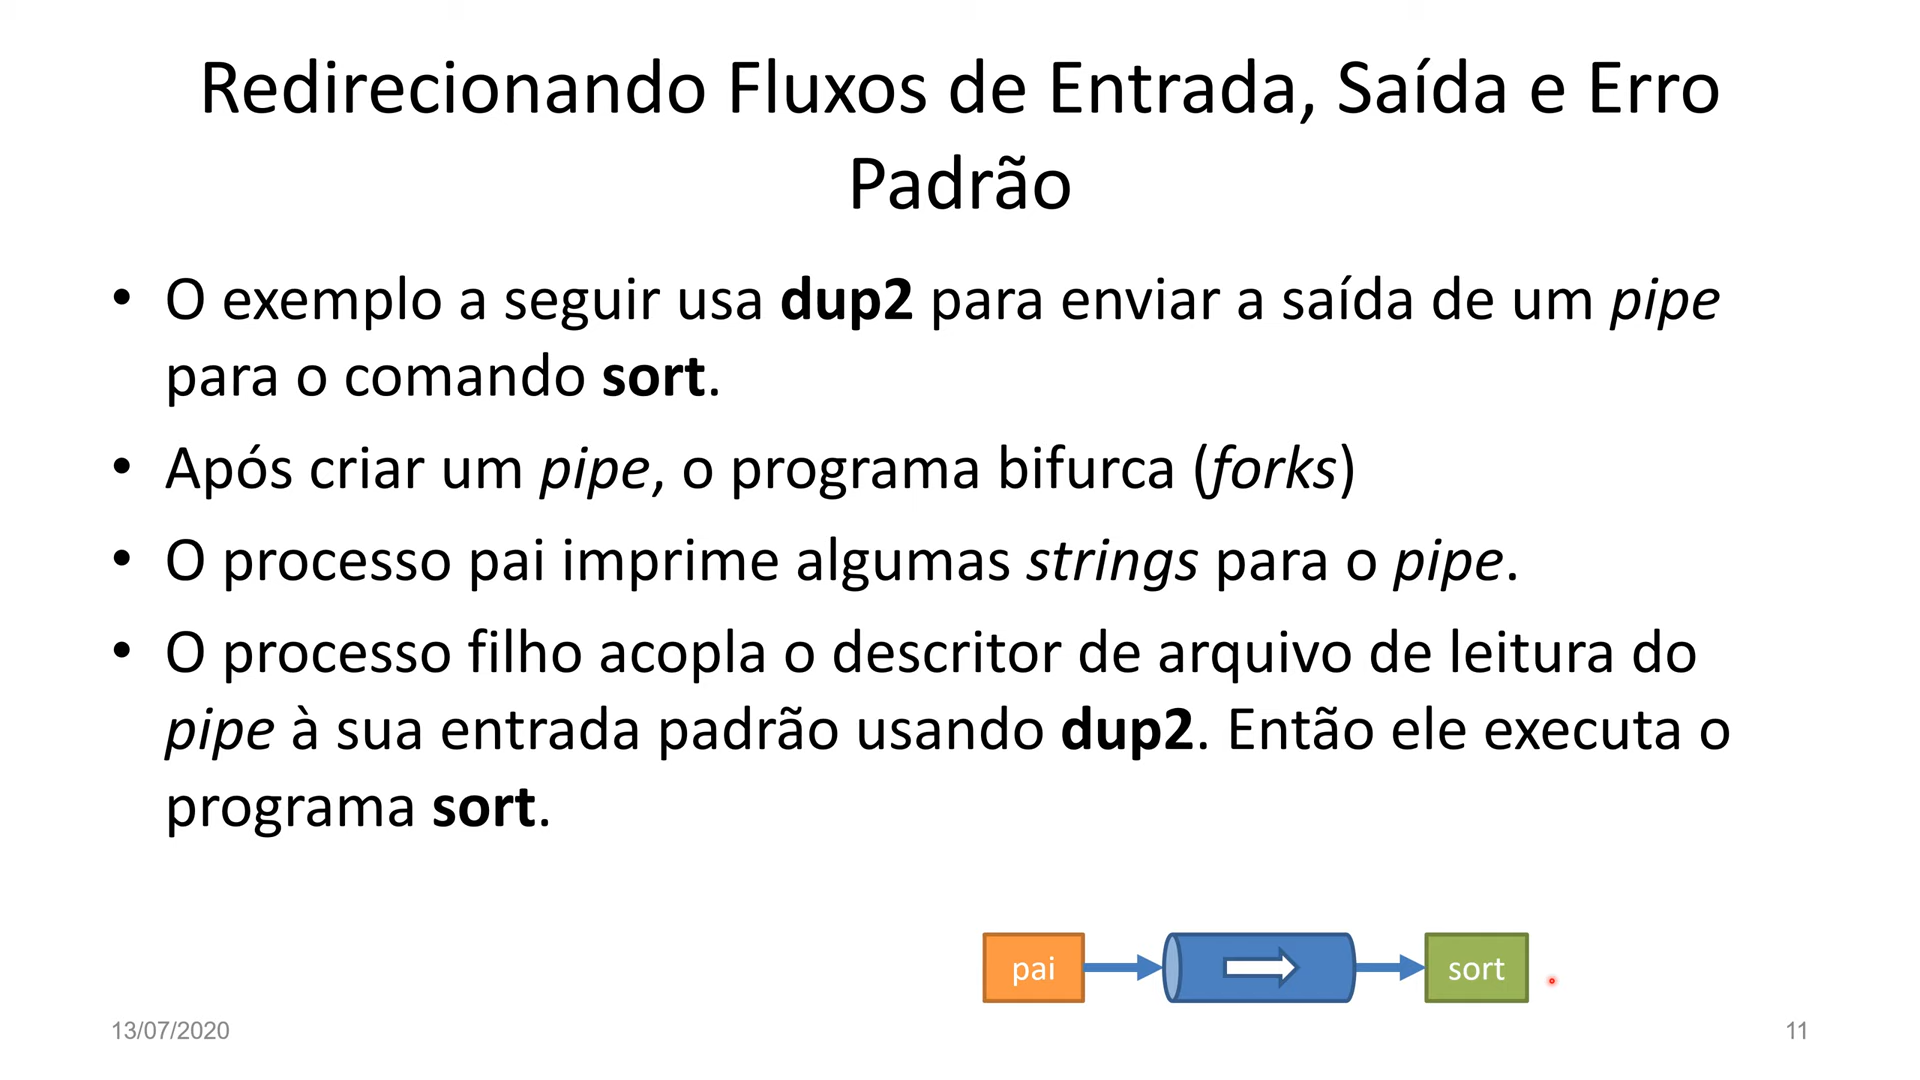 Redirecionando Fluxos de Entrada, Saída e Erro
Padrão
• O exemplo a seguir usa dup2 para enviar a saída de um pipe
para o comando sort.
• Após criar um pipe, o programa bifurca (forks)
• O processo pai imprime algumas strings para o pipe.
• O processo filho acopla o descritor de arquivo de leitura do
pipe à sua entrada padrão usando dup2. Então ele executa o
programa sort.
pai
sort
13/07/2020
11